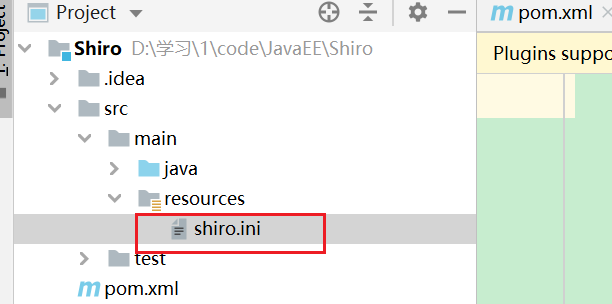 1: Project
Project
pom.xml
Plugins suppo
Shiro D:\学习\1\code\JavaEE\Shiro
.idea
src
main
java
resources
shiro.ini
test
pom.xml